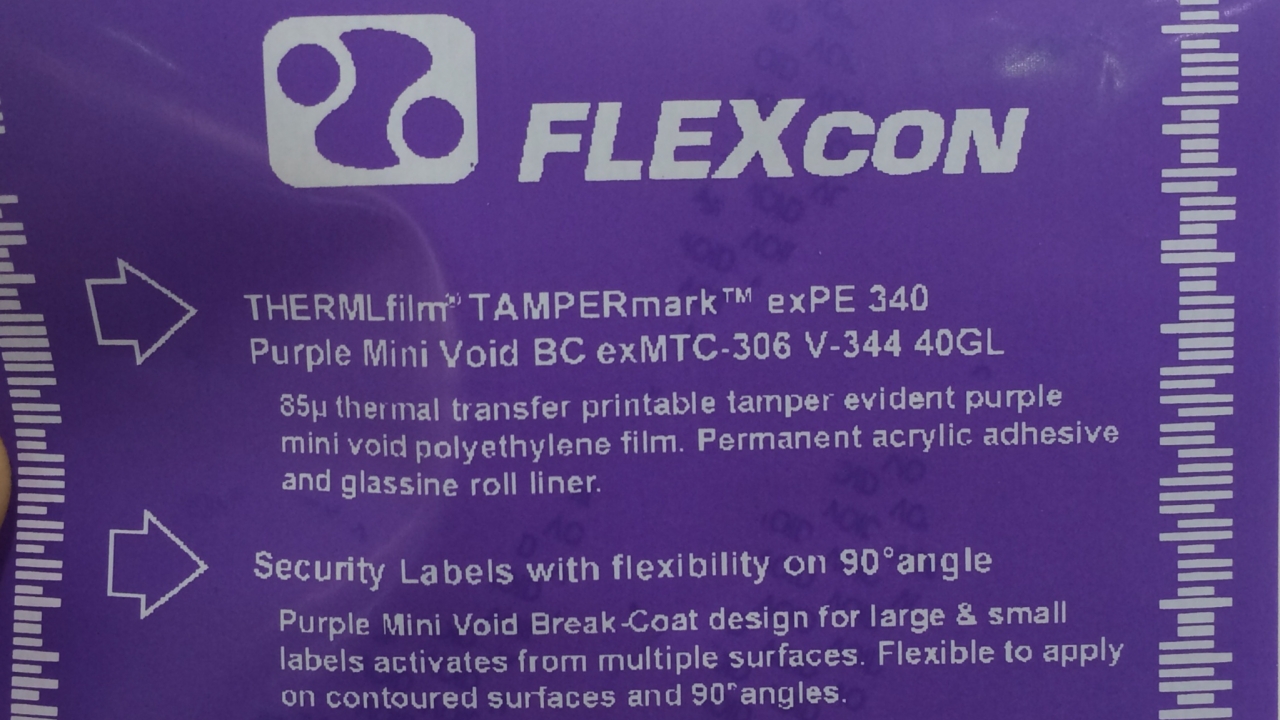 FLEXCON
THERMLfilm® TAMPERmark™ exPE 340
Purple Mini Void BC exMTC-306 V-344 40GL
85µ thermal transfer printable tamper evident purple
mini void polyethylene film. Permanent acrylic adhesive
and glassine roll liner.
Security Labels with flexibility on 90°angle
Purple Mini Void Break-Coat design for large & small
labels activates from multiple surfaces. Flexible to apply
on contoured surfaces and 90°angles.